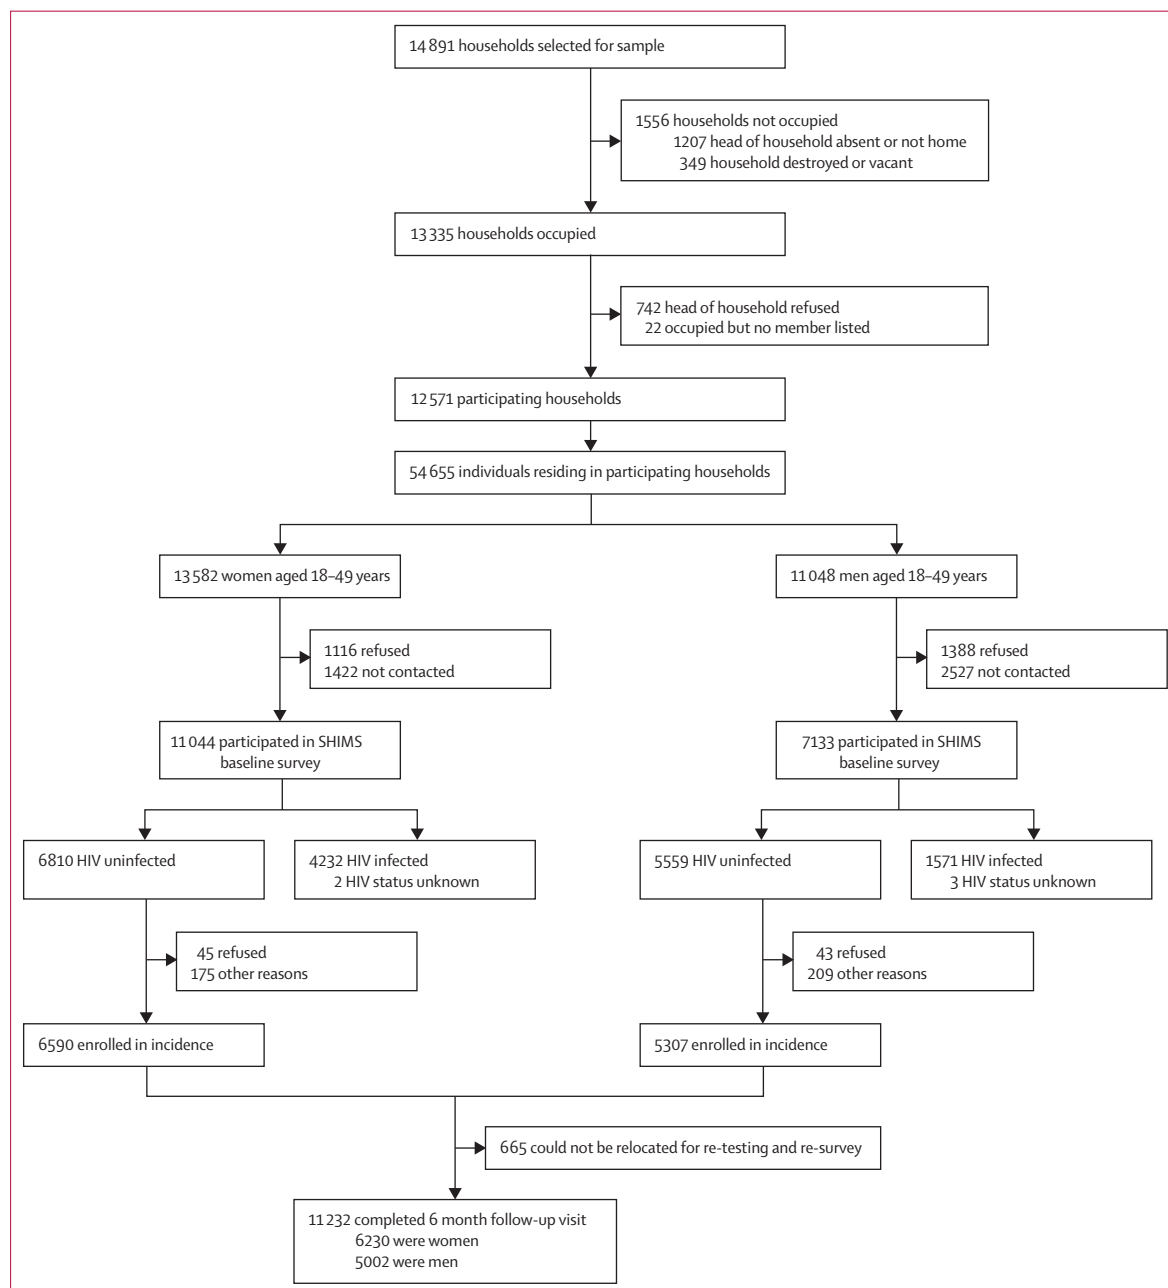 14 891 households selected for sample
1556 households not occupied
1207 head of household absent or not home
349 household destroyed or vacant
13 335 households occupied
742 head of household refused
22 occupied but no member listed
12 571 participating households
54 655 individuals residing in participating households
13 582 women aged 18–49 years
11 048 men aged 18–49 years
1116 refused
1422 not contacted
1388 refused
2527 not contacted
11 044 participated in SHIMS
baseline survey
7133 participated in SHIMS
baseline survey
6810 HIV uninfected
4232 HIV infected
2 HIV status unknown
5559 HIV uninfected
1571 HIV infected
3 HIV status unknown
45 refused
175 other reasons
43 refused
209 other reasons
6590 enrolled in incidence
5307 enrolled in incidence
665 could not be relocated for re-testing and re-survey
11 232 completed 6 month follow-up visit
6230 were women
5002 were men